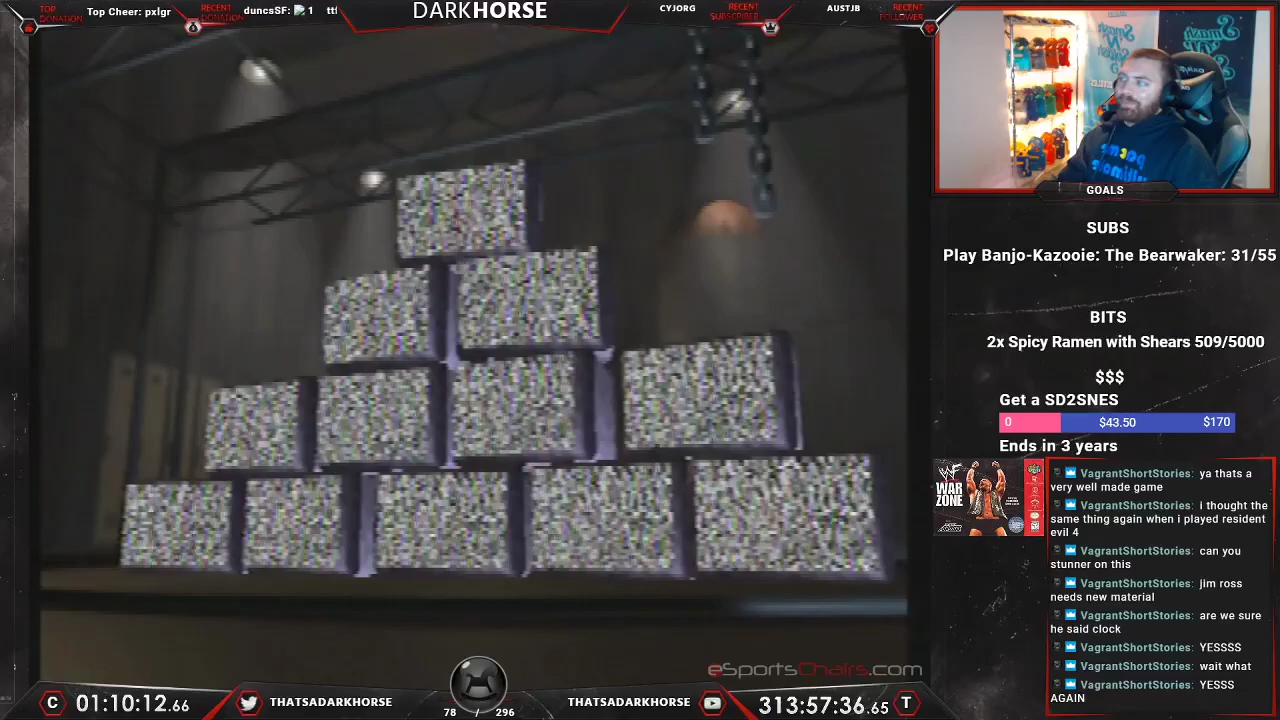 TOP DONATION
Top Cheer: pxlgr
RECENT DONATION
duncsSF: 1
DARKHORSE
CYJORG
RECENT SUBSCRIBER
AUSTJB
RECENT FOLLOWER
GOALS
SUBS
Play Banjo-Kazooie: The Bearwaker: 31/55
BITS
2x Spicy Ramen with Shears 509/5000
$$$
Get a SD2SNES
0 $43.50 $170
Ends in 3 years
WAR ZONE
VagrantShortStories: ya thats a
very well made game
VagrantShortStories: i thought the
same thing again when i played resident
evil 4
VagrantShortStories: can you
stunner on this
VagrantShortStories: jim ross
needs new material
VagrantShortStories: are we sure
he said clock
VagrantShortStories: YESSSS
VagrantShortStories: wait what
VagrantShortStories: YESSS
AGAIN
eSportsChairs.com
C 01:10:12.66
THATSADARKHORSE
78 / 296
THATSADARKHORSE
313:57:36.65 T